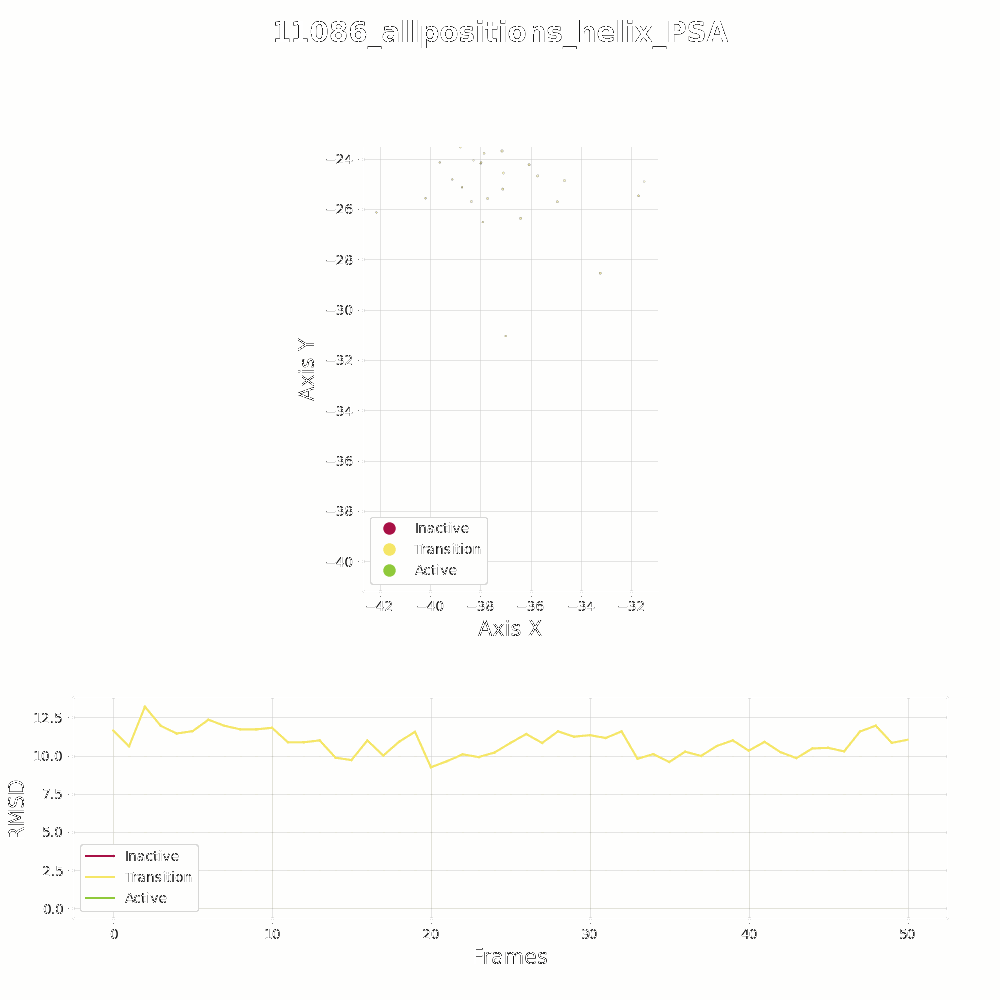 11086_allpositions_helix_PSA
−24
−26
−28
−30
−32
−34
−36
−38
−40
Axis Y
Inactive
Transition
Active
−42 −40 −38 −36 −34 −32
Axis X
12.5
10.0
7.5
5.0
2.5
0.0
RMSD
Inactive
Transition
Active
0 10 20 30 40 50
Frames